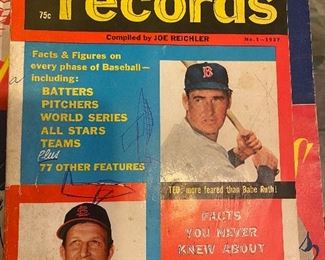 records
75c
Compiled by JOE REICHLER
No. 1—1957
Facts & Figures on
every phase of Baseball—
including:
BATTERS
PITCHERS
WORLD SERIES
ALL STARS
TEAMS
Plus
77 OTHER FEATURES
B
TED: more feared than Babe Ruth!
FACTS
YOU NEVER
KNEW ABOUT